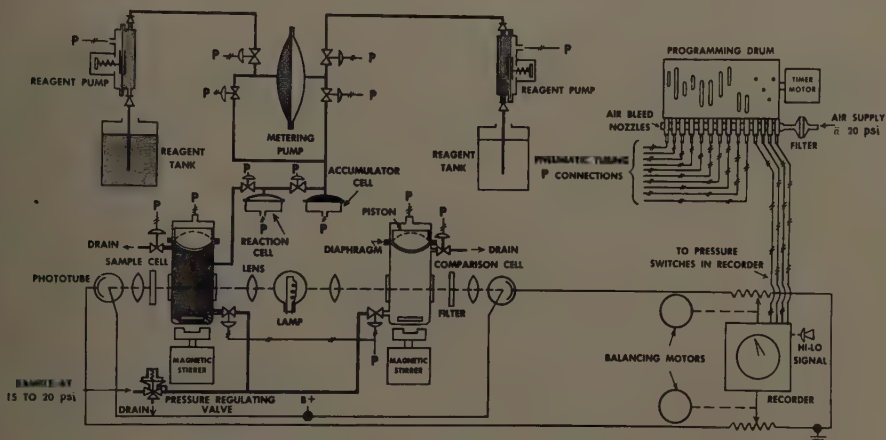 P
P
REAGENT PUMP
P
P
METERING
PUMP
P
P
P
REAGENT PUMP
REAGENT
TANK
REAGENT
TANK
PROGRAMMING DRUM
TIMER
MOTOR
AIR BLEED
NOZZLES
AIR SUPPLY
20 psi
FILTER
PNEUMATIC TUBING
P CONNECTIONS
P
P
ACCUMULATOR
CELL
P
P
REACTION
CELL
PISTON
DIAPHRAGM
P
P
P
DRAIN
P
DRAIN
SAMPLE CELL
COMPARISON CELL
PHOTOTUBE
LENS
LAMP
FILTER
TO PRESSURE
SWITCHES IN RECORDER
MAGNETIC
STIRRER
P
MAGNETIC
STIRRER
BALANCING MOTORS
HI-LO
SIGNAL
RECORDER
SAMPLE AT
15 TO 20 psi
PRESSURE REGULATING
VALVE
DRAIN
B+